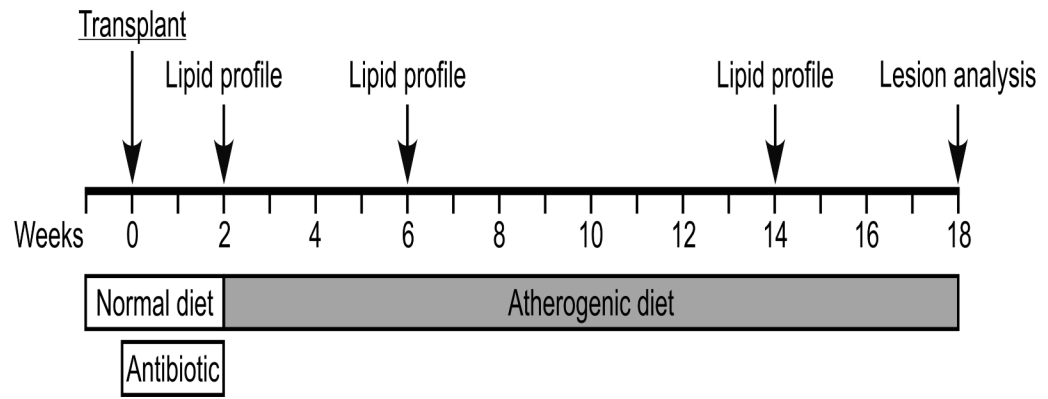 Transplant
Lipid profile Lipid profile Lipid profile Lesion analysis
Weeks 0 2 4 6 8 10 12 14 16 18
Normal diet Atherogenic diet
Antibiotic